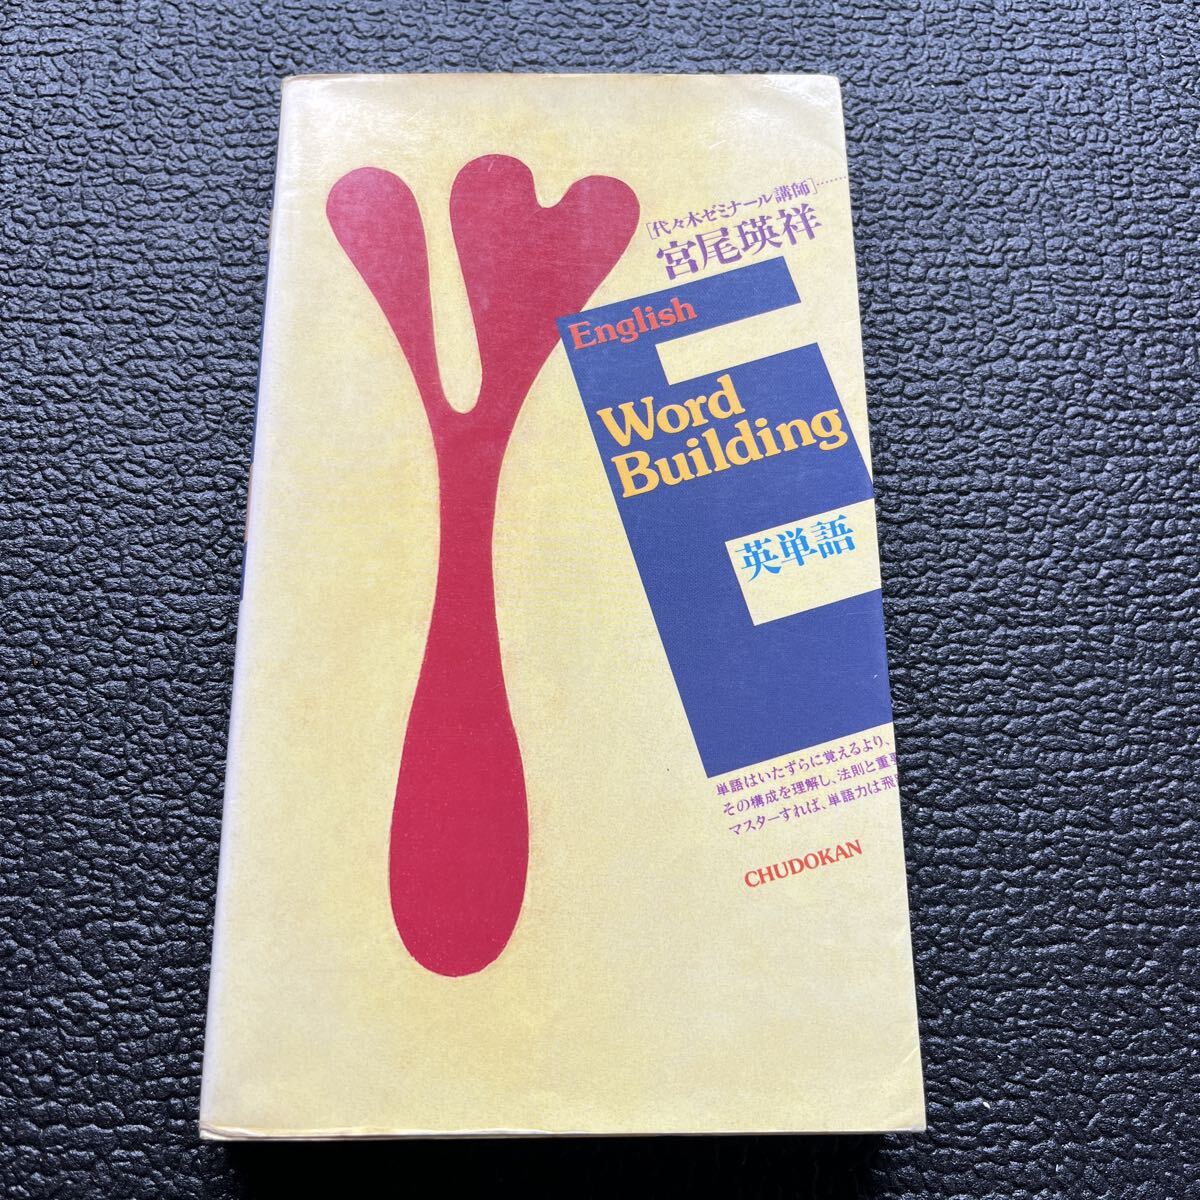 [代々木ゼミナール講師]……
宮尾瑛祥
English
Word
Building
英単語
単語はいたずらに覚えるより、
その構成を理解し、法則と重要
マスターすれば、単語力は飛
CHUDOKAN